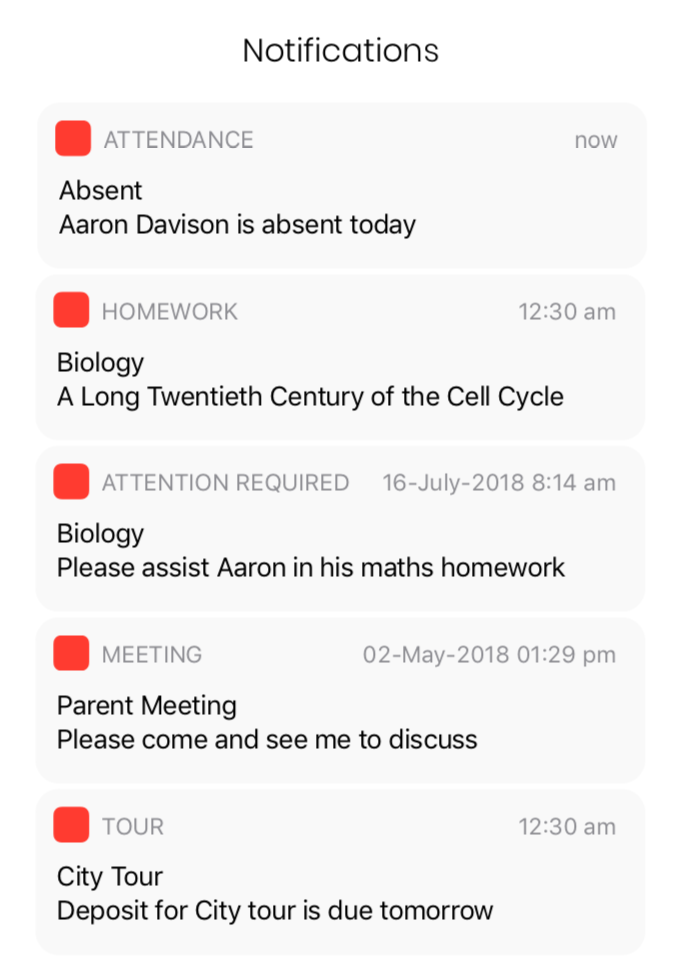 Notifications
ATTENDANCE now
Absent
Aaron Davison is absent today
HOMEWORK 12:30 am
Biology
A Long Twentieth Century of the Cell Cycle
ATTENTION REQUIRED 16-July-2018 8:14 am
Biology
Please assist Aaron in his maths homework
MEETING 02-May-2018 01:29 pm
Parent Meeting
Please come and see me to discuss
TOUR 12:30 am
City Tour
Deposit for City tour is due tomorrow